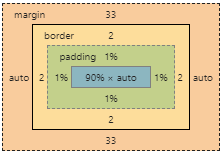 margin 33
border 2
padding 1%
auto 2 1% 90% × auto 1% 2 auto
1%
2
33